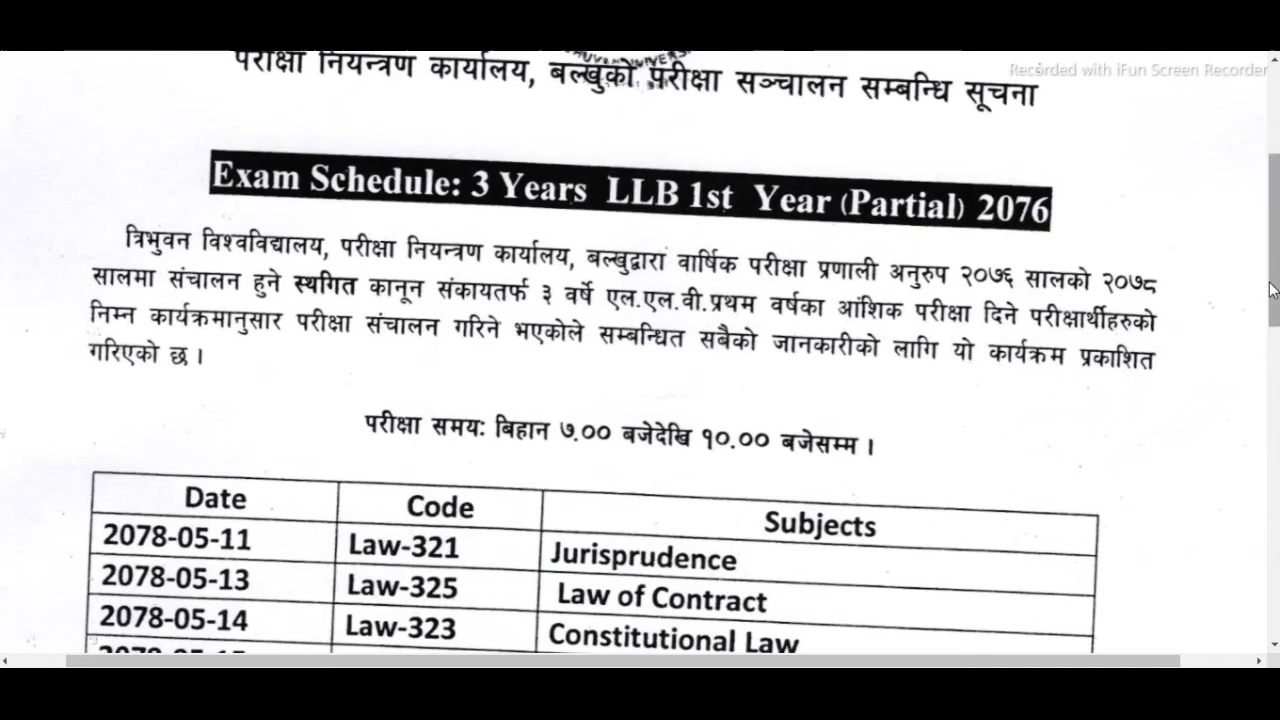 परीक्षा नियन्त्रण कार्यालय, बल्खुको परीक्षा सञ्चालन सम्बन्धि सूचना
Recorded with iFun Screen Recorder
Exam Schedule: 3 Years LLB 1st Year (Partial) 2076
त्रिभुवन विश्वविद्यालय, परीक्षा नियन्त्रण कार्यालय, बल्खुद्वारा वार्षिक परीक्षा प्रणाली अनुरुप २०७६ सालको २०७८
सालमा संचालन हुने स्थगित कानून संकायतर्फ ३ वर्षे एल.एल.वी.प्रथम वर्षका आंशिक परीक्षा दिने परीक्षार्थीहरुको
निम्न कार्यक्रमानुसार परीक्षा संचालन गरिने भएकोले सम्बन्धित सबैको जानकारीको लागि यो कार्यक्रम प्रकाशित
गरिएको छ ।
परीक्षा समयः बिहान ७.०० बजेदेखि १०.०० बजेसम्म ।
Date Code Subjects
2078-05-11 Law-321 Jurisprudence
2078-05-13 Law-325 Law of Contract
2078-05-14 Law-323 Constitutional Law